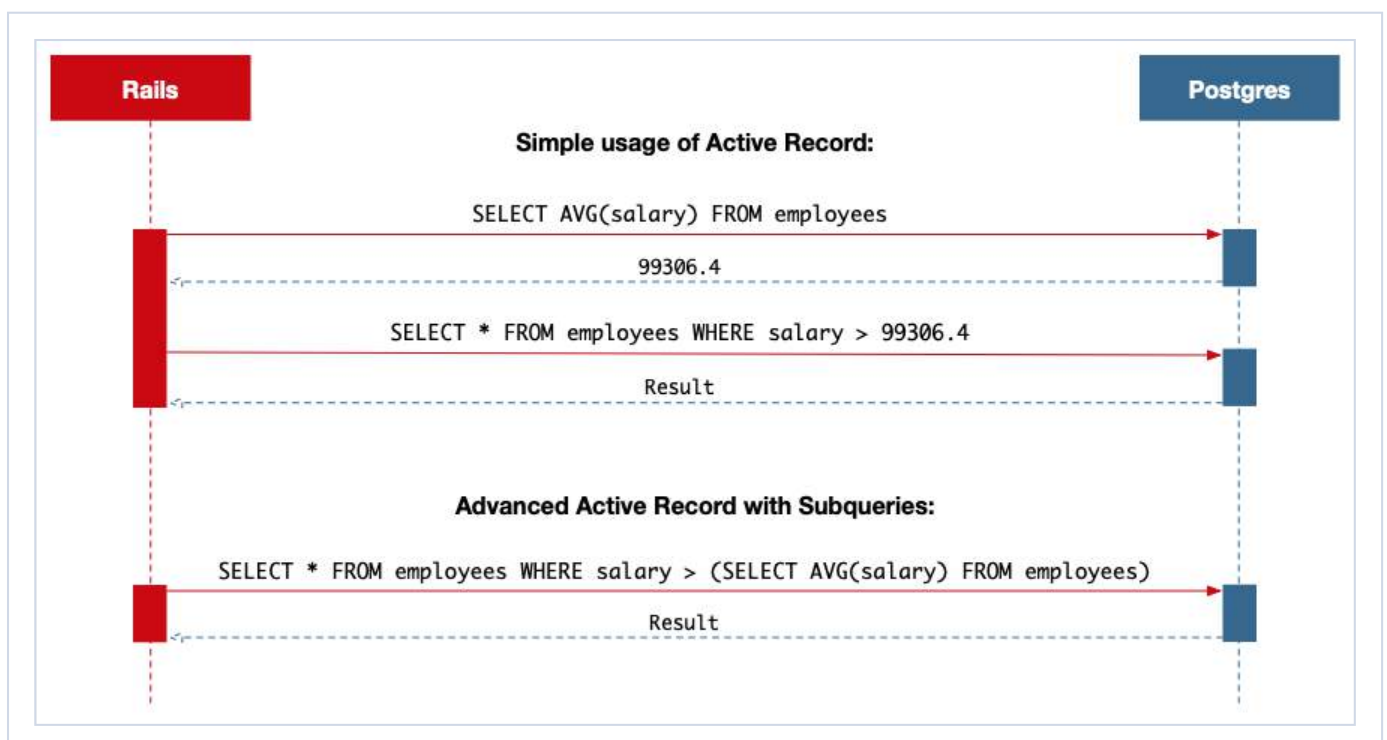 Rails
Postgres
Simple usage of Active Record:
SELECT AVG(salary) FROM employees
99306.4
SELECT * FROM employees WHERE salary > 99306.4
Result
Advanced Active Record with Subqueries:
SELECT * FROM employees WHERE salary > (SELECT AVG(salary) FROM employees)
Result